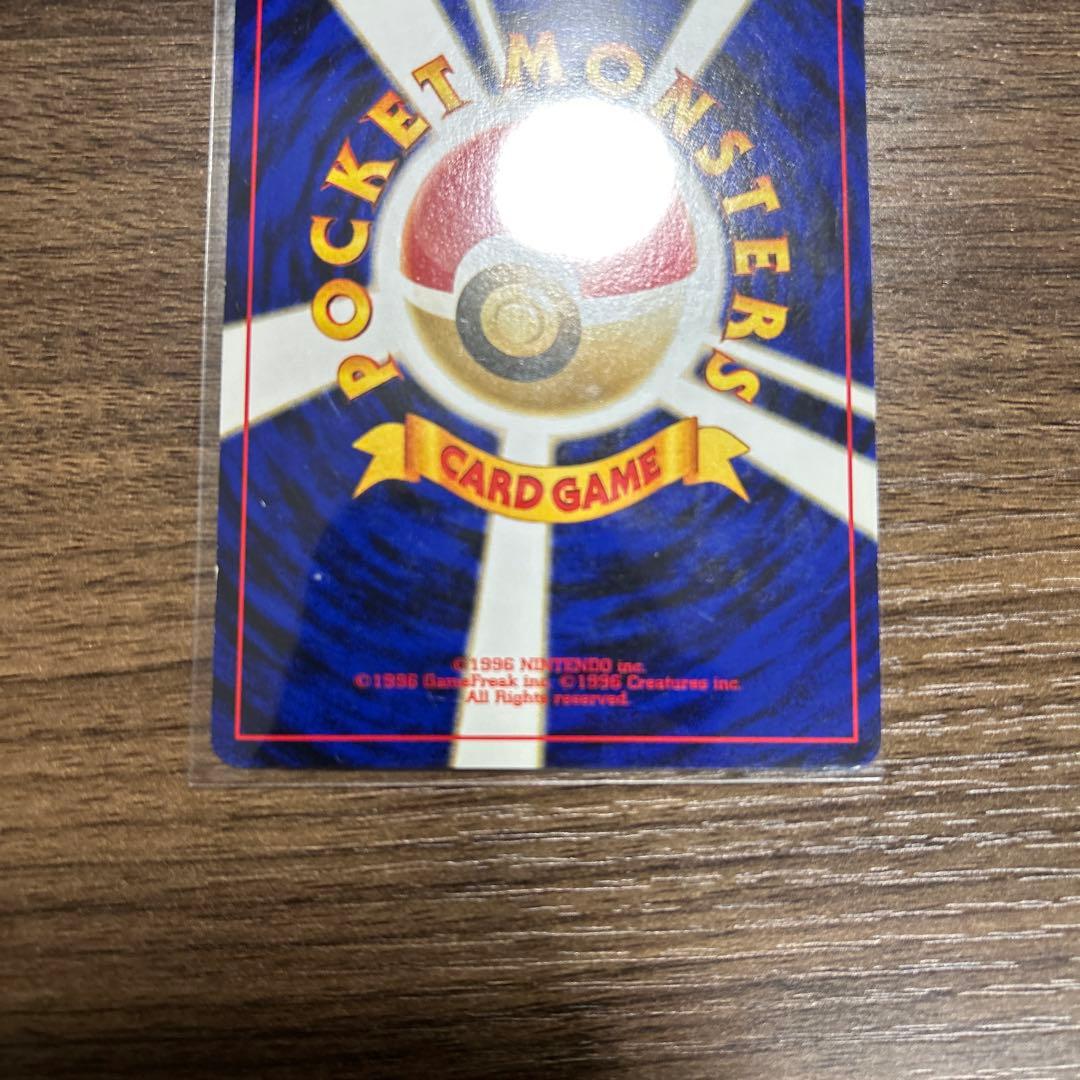 POCKET MONSTERS
CARD GAME
©1996 NINTENDO inc.
©1996 GameFreak inc. ©1996 Creatures inc.
All Rights reserved.